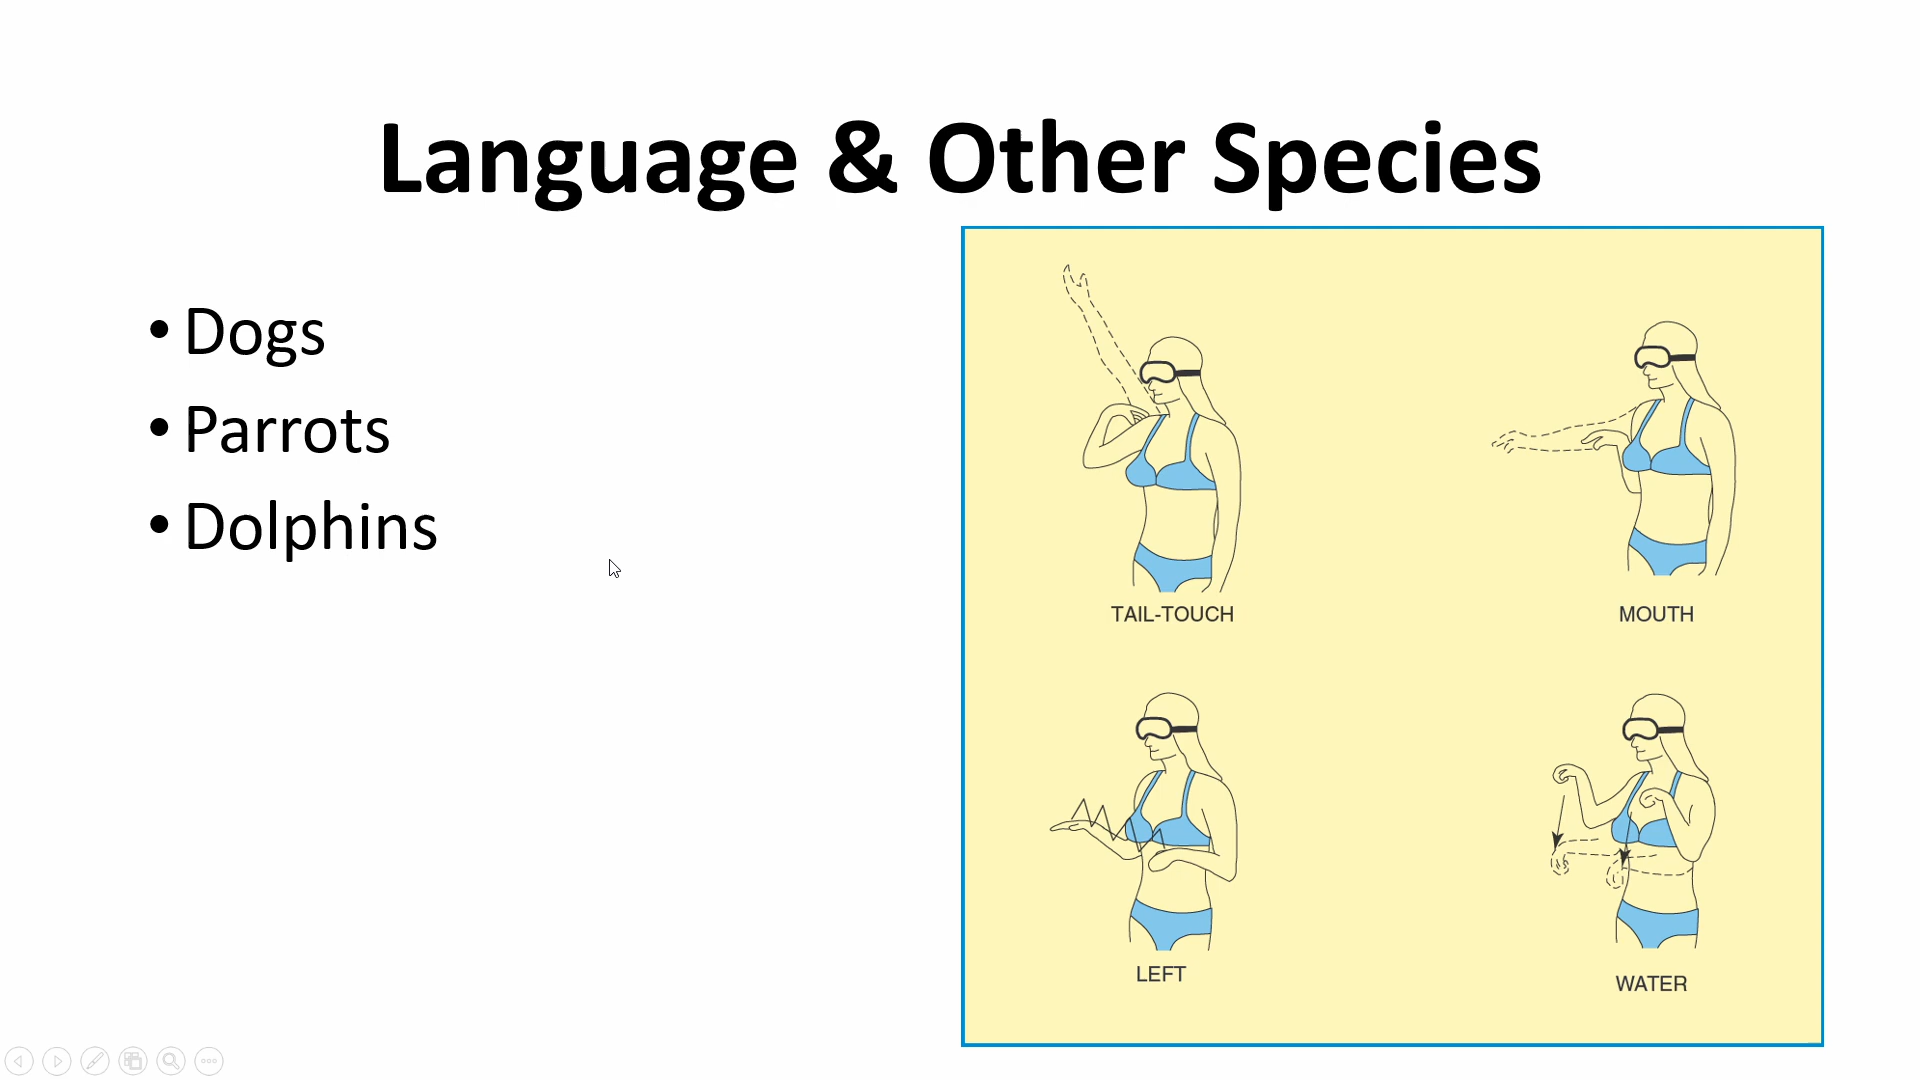 Language & Other Species
• Dogs
• Parrots
• Dolphins
TAIL-TOUCH
MOUTH
LEFT
WATER